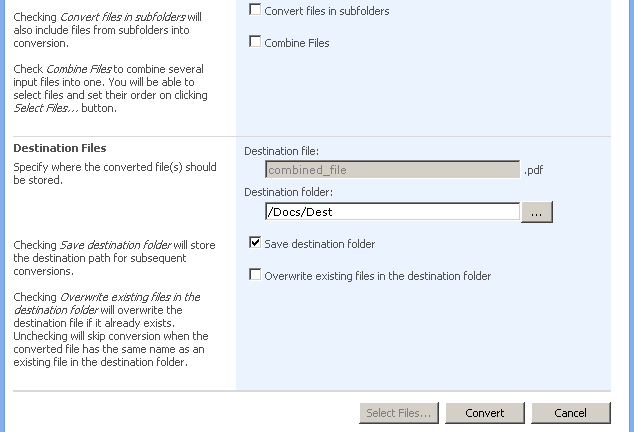 Checking Convert files in subfolders will
also include files from subfolders into
conversion.
Convert files in subfolders
Combine Files
Check Combine Files to combine several
input files into one. You will be able to
select files and set their order on clicking
Select Files... button.
Destination Files
Specify where the converted file(s) should
be stored.
Destination file:
combined_file .pdf
Destination folder:
/Docs/Dest ...
Checking Save destination folder will store
the destination path for subsequent
conversions.
Save destination folder
Overwrite existing files in the destination folder
Checking Overwrite existing files in the
destination folder will overwrite the
destination file if it already exists.
Unchecking will skip conversion when the
converted file has the same name as an
existing file in the destination folder.
Select Files... Convert Cancel